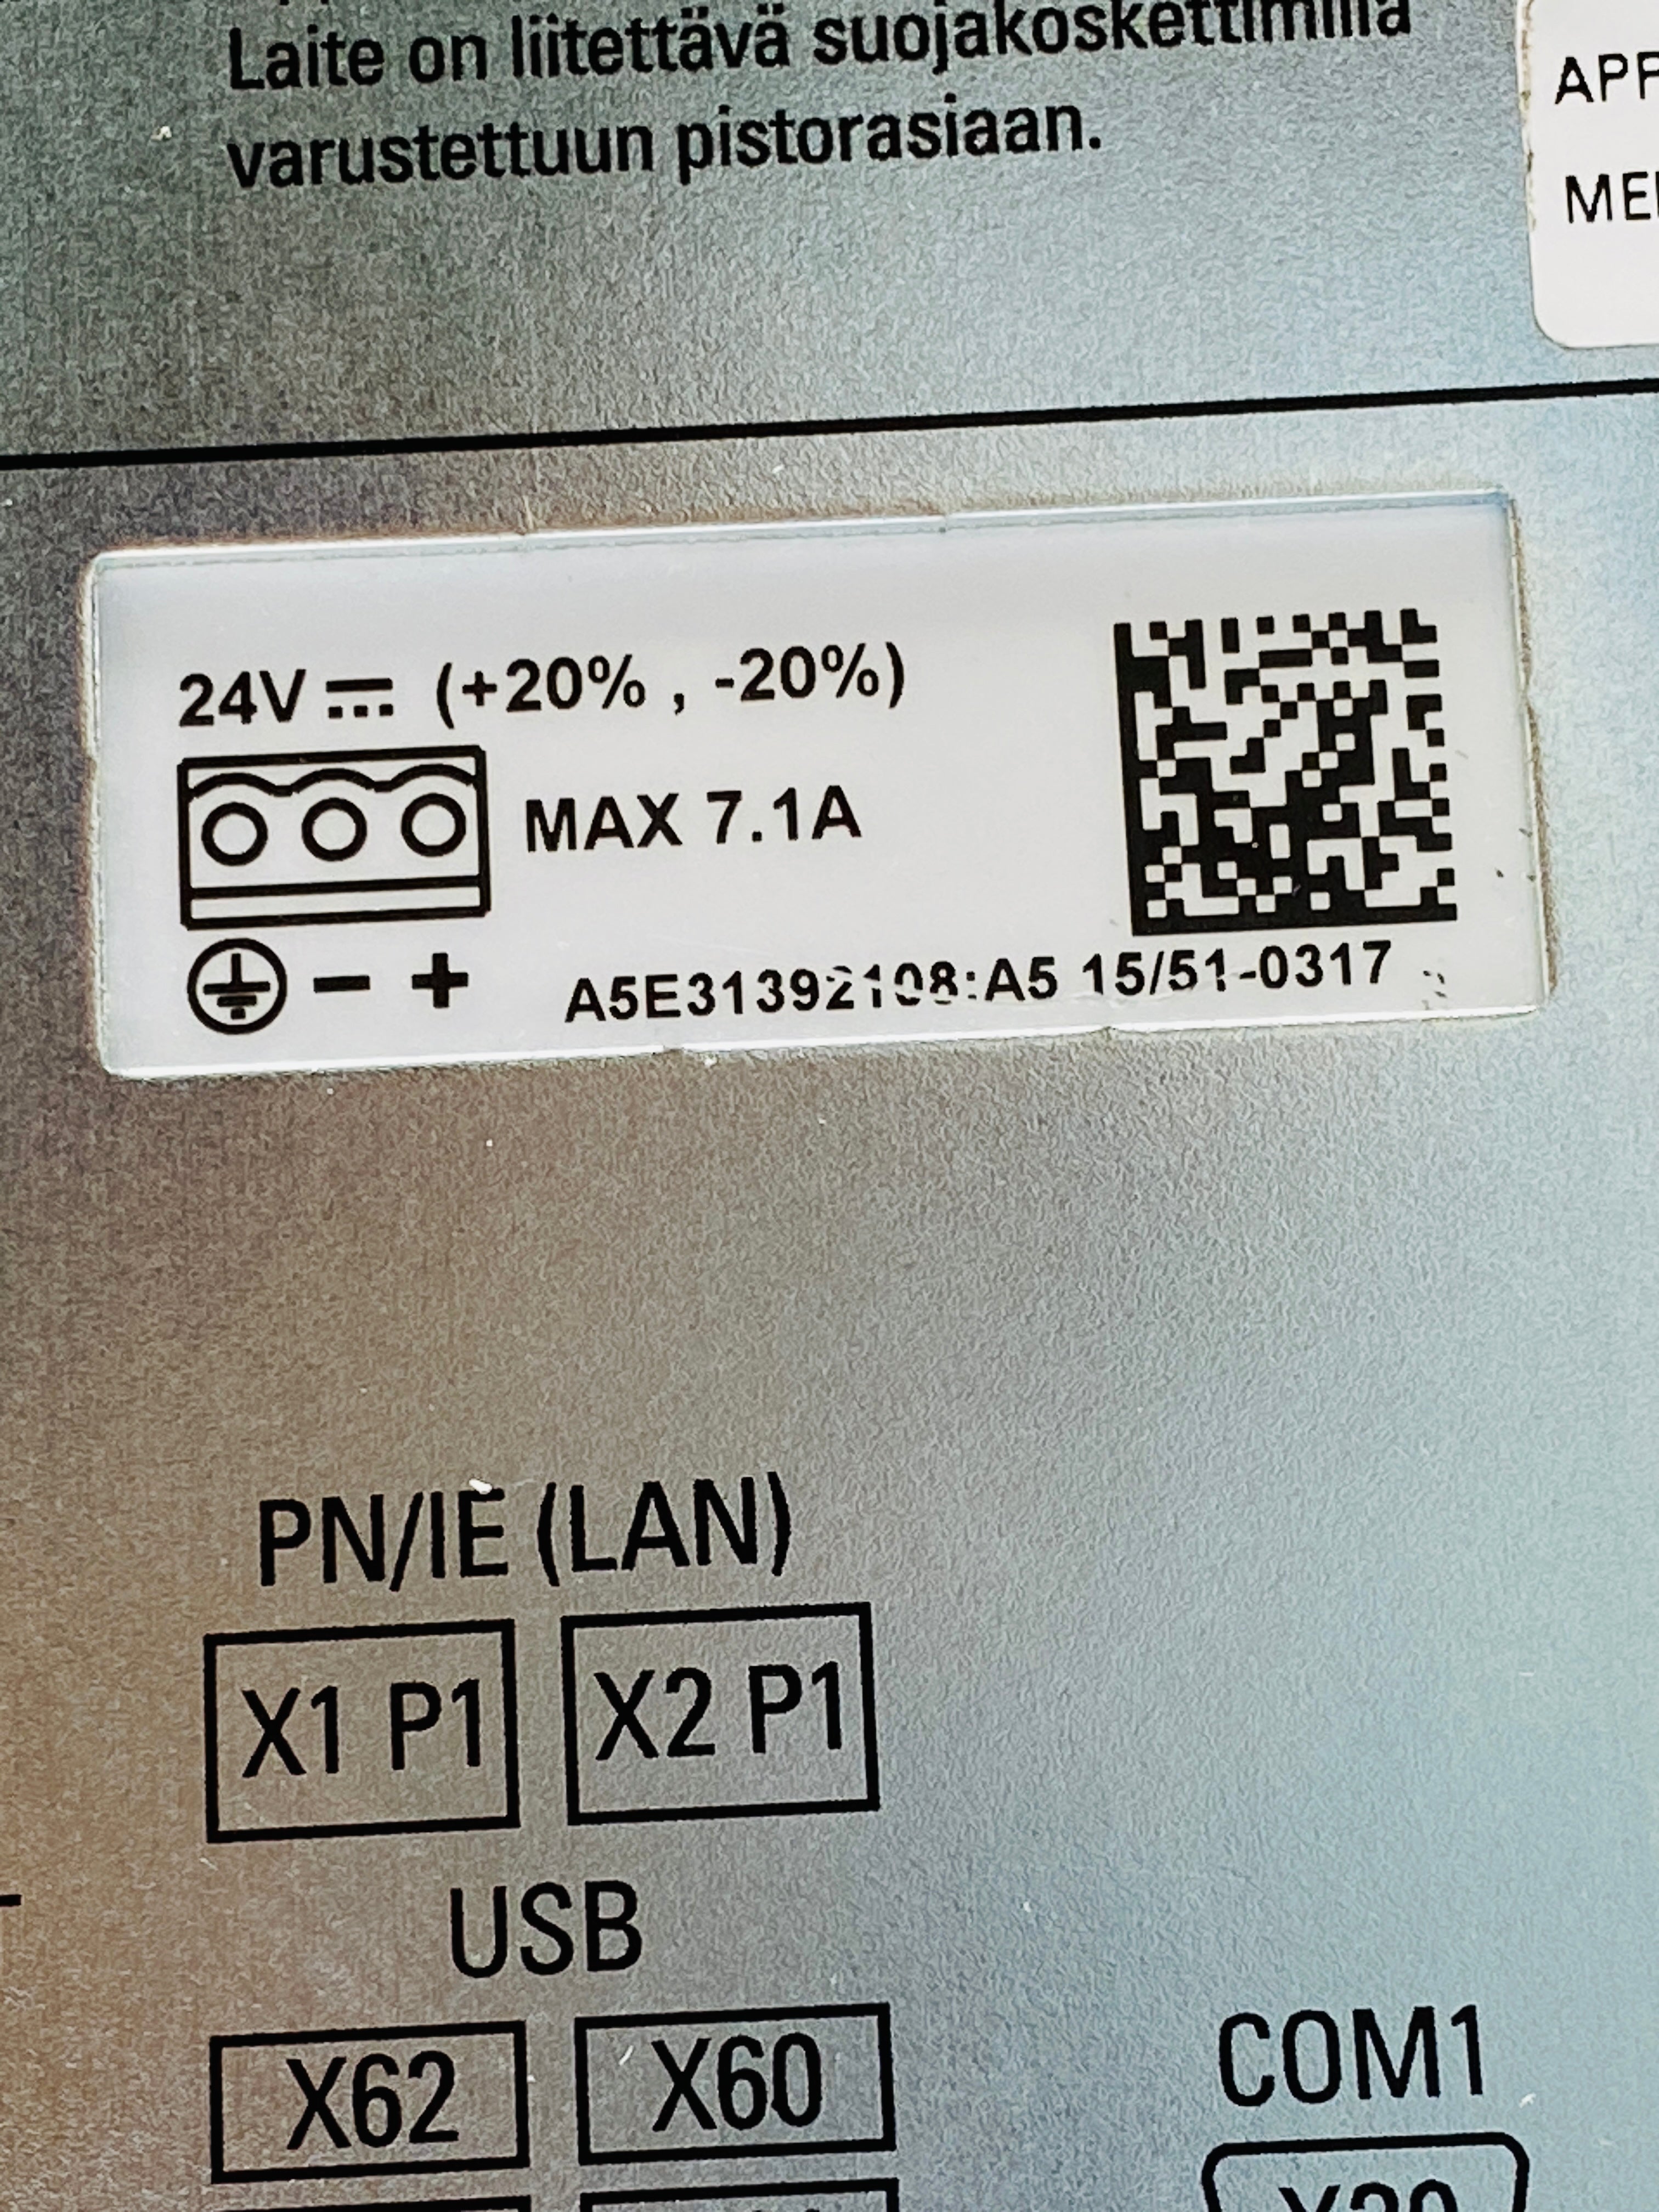 Laite on liitettävä suojakoskettimilla
varustettuun pistorasiaan.
APP
24V (+20% , -20%)
MAX 7.1A
- +
A5E31392108:A5 15/51-0317
PN/IE (LAN)
X1 P1 X2 P1
USB
X62 X60
COM1